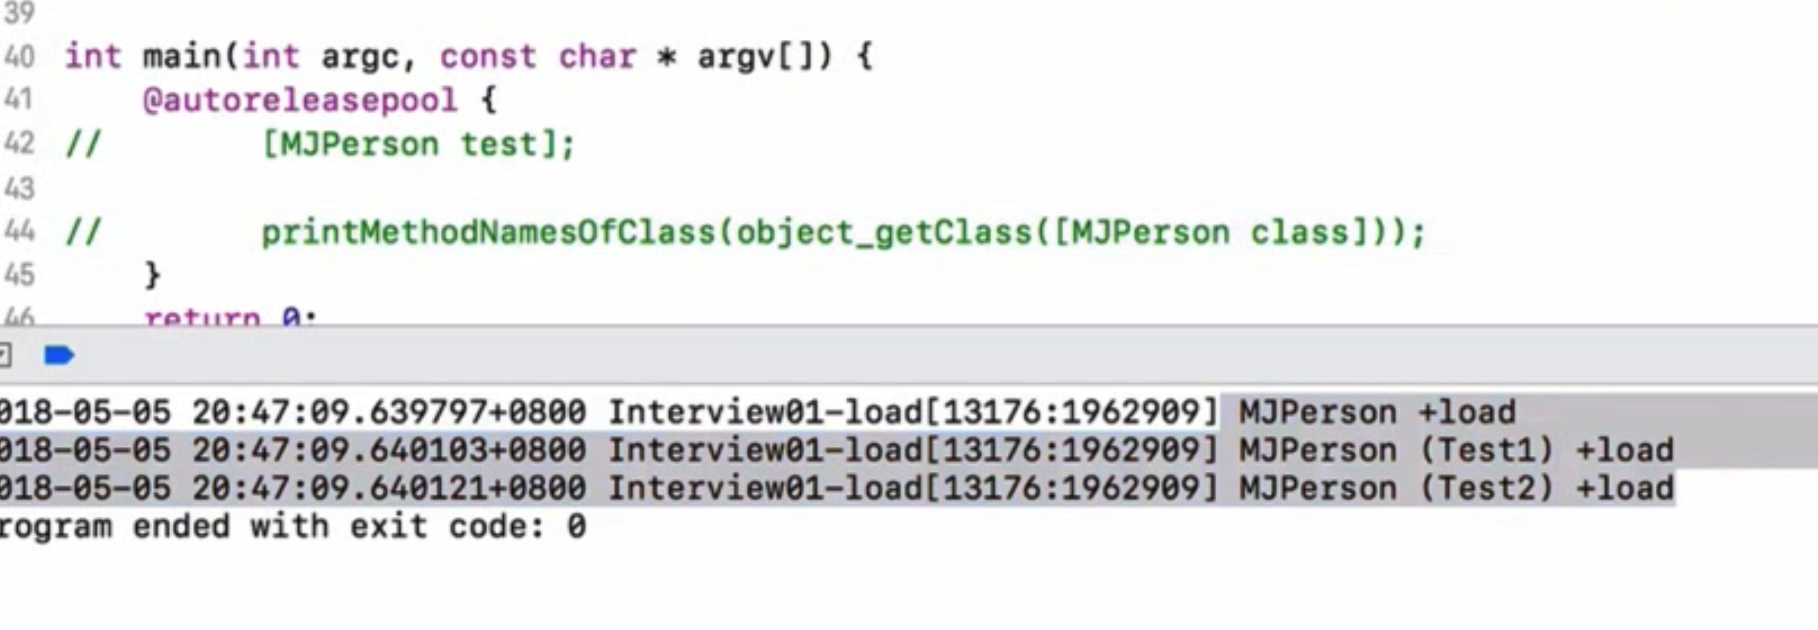 39
40 int main(int argc, const char * argv[]) {
41     @autoreleasepool {
42 //        [MJPerson test];
43
44 //        printMethodNamesOfClass(object_getClass([MJPerson class]));
45     }
46     return 0;
018-05-05 20:47:09.639797+0800 Interview01-load[13176:1962909] MJPerson +load
018-05-05 20:47:09.640103+0800 Interview01-load[13176:1962909] MJPerson (Test1) +load
018-05-05 20:47:09.640121+0800 Interview01-load[13176:1962909] MJPerson (Test2) +load
rogram ended with exit code: 0